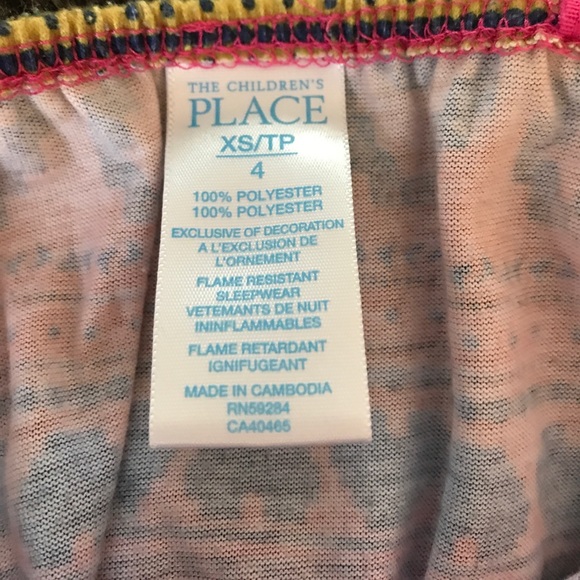 THE CHILDREN'S
PLACE
XS/TP
4
100% POLYESTER
100% POLYESTER
EXCLUSIVE OF DECORATION
A L'EXCLUSION DE
L'ORNEMENT
FLAME RESISTANT
SLEEPWEAR
VETEMANTS DE NUIT
ININFLAMMABLES
FLAME RETARDANT
IGNIFUGEANT
MADE IN CAMBODIA
RN59284
CA40465